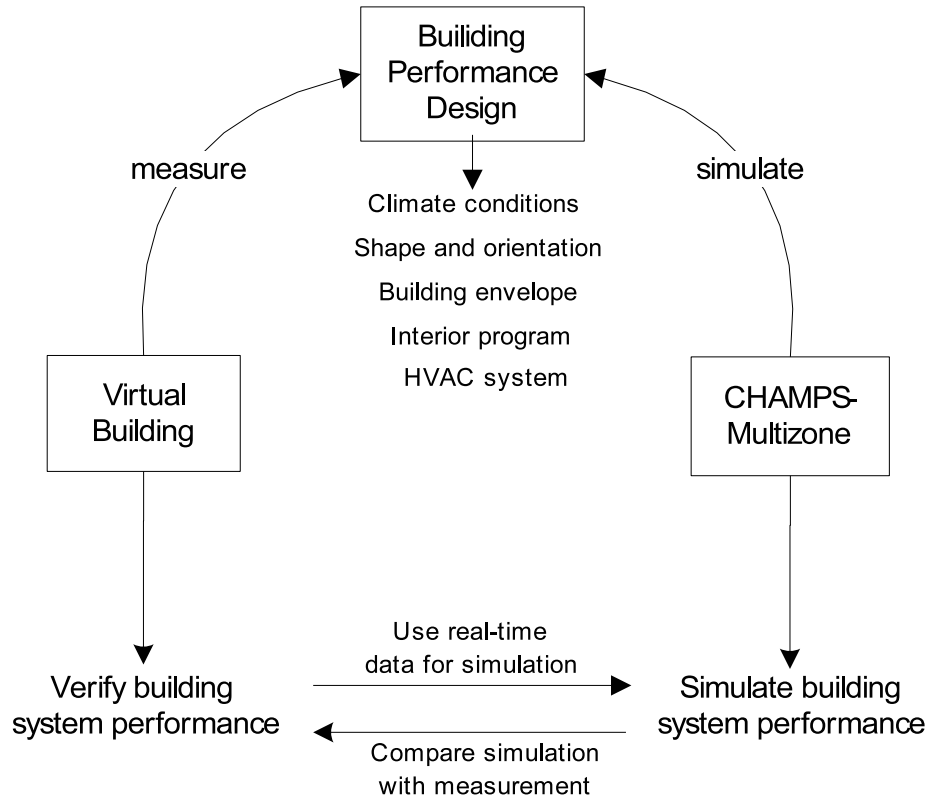 Builiding
Performance
Design
measure
simulate
Climate conditions
Shape and orientation
Building envelope
Interior program
HVAC system
Virtual
Building
CHAMPS-
Multizone
Use real-time
data for simulation
Verify building
system performance
Simulate building
system performance
Compare simulation
with measurement